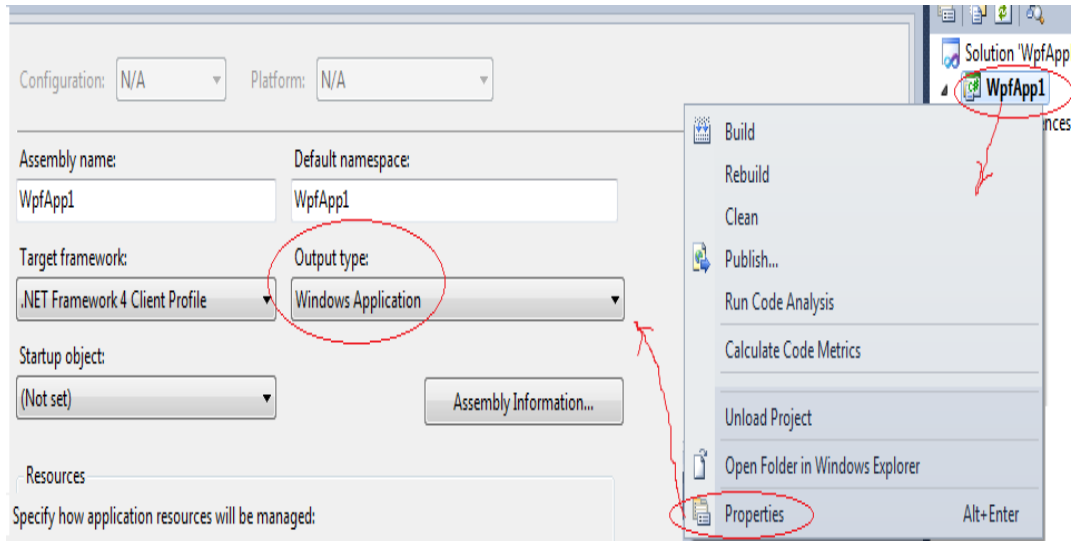 Configuration: N/A Platform: N/A
Assembly name: Default namespace:
WpfApp1 WpfApp1
Target framework: Output type:
.NET Framework 4 Client Profile Windows Application
Startup object:
(Not set) Assembly Information...
Resources
Specify how application resources will be managed:
Solution 'WpfApp
WpfApp1
ences
Build
Rebuild
Clean
Publish...
Run Code Analysis
Calculate Code Metrics
Unload Project
Open Folder in Windows Explorer
Properties Alt+Enter